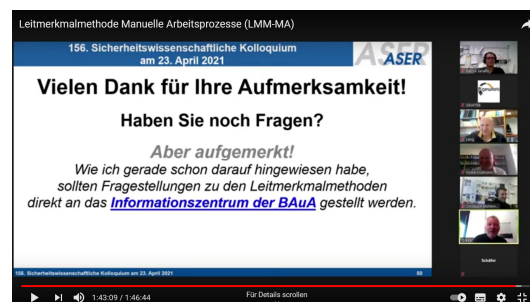 Leitmerkmalmethode Manuelle Arbeitsprozesse (LMM-MA)
156. Sicherheitswissenschaftliche Kolloquium
am 23. April 2021
ASER
Vielen Dank für Ihre Aufmerksamkeit!
Haben Sie noch Fragen?
Aber aufgemerkt!
Wie ich gerade schon darauf hingewiesen habe,
sollten Fragestellungen zu den Leitmerkmalmethoden
direkt an das Informationszentrum der BAuA gestellt werden.
156. Sicherheitswissenschaftliche Kolloquium am 23. April 2021
50
Schäfer
1:43:09 / 1:46:44
Für Details scrollen